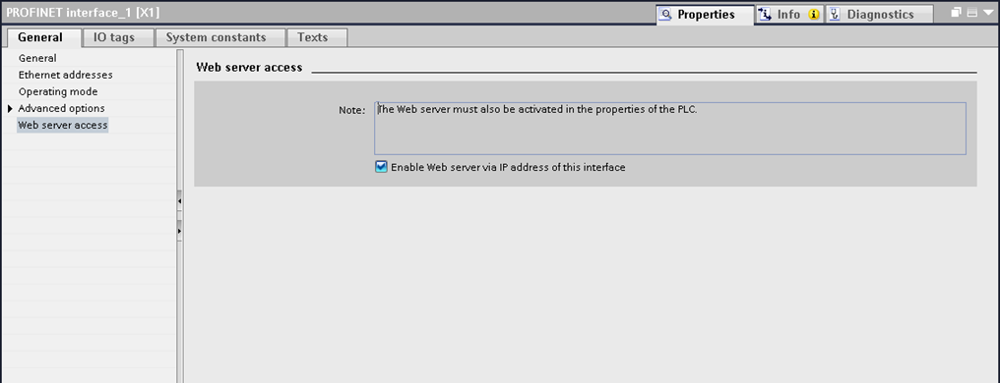 PROFINET interface_1 [X1]
Properties
Info
Diagnostics
General
IO tags
System constants
Texts
General
Ethernet addresses
Operating mode
Advanced options
Web server access
Web server access
Note:
The Web server must also be activated in the properties of the PLC.
Enable Web server via IP address of this interface